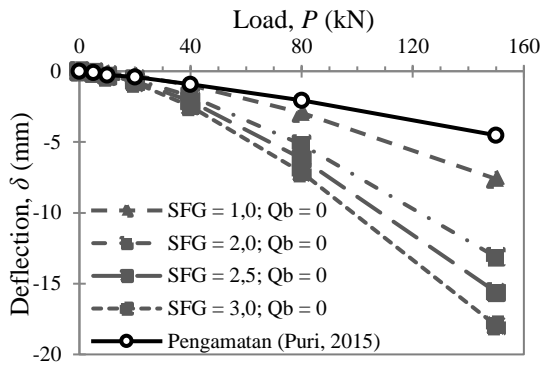 Load, P (kN)
0 40 80 120 160
0
-5
-10
-15
-20
Deflection, δ (mm)
SFG = 1,0; Qb = 0
SFG = 2,0; Qb = 0
SFG = 2,5; Qb = 0
SFG = 3,0; Qb = 0
Pengamatan (Puri, 2015)